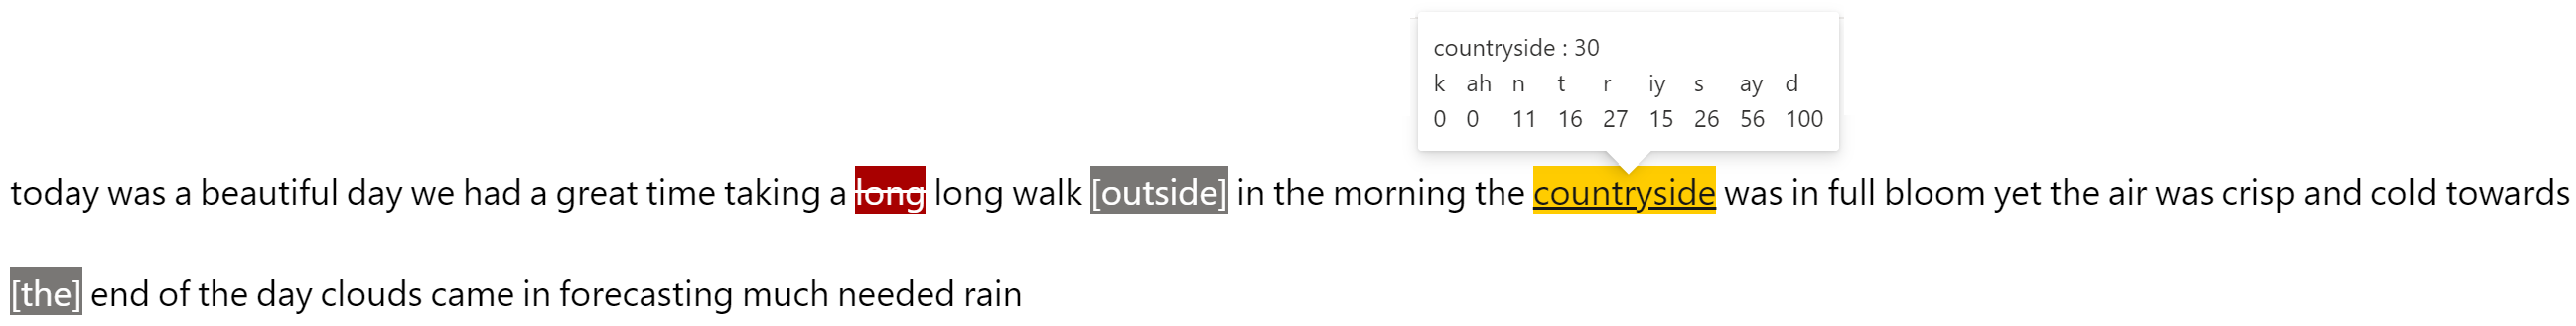 countryside : 30
k ah n t r iy s ay d
0 0 11 16 27 15 26 56 100
today was a beautiful day we had a great time taking a long long walk [outside] in the morning the countryside was in full bloom yet the air was crisp and cold towards
[the] end of the day clouds came in forecasting much needed rain